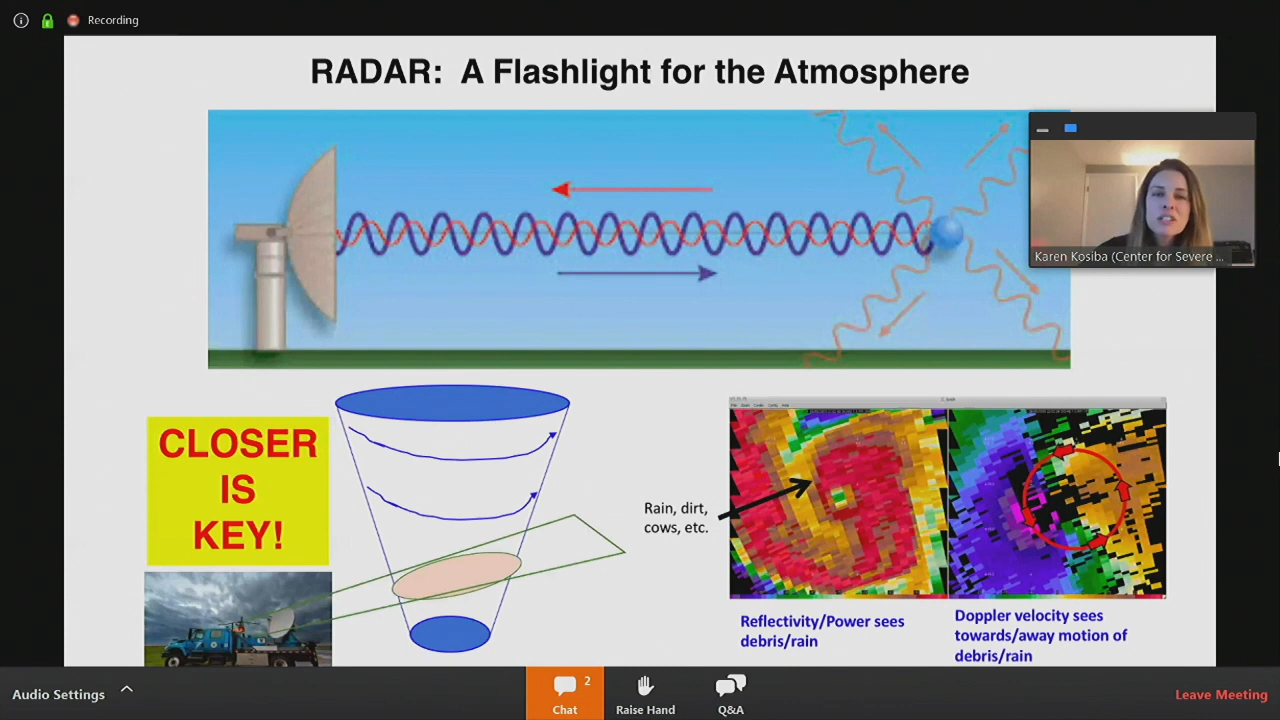 Recording
RADAR: A Flashlight for the Atmosphere
Karen Kosiba (Center for Severe ...
CLOSER
IS
KEY!
Rain, dirt,
cows, etc.
Reflectivity/Power sees
debris/rain
Doppler velocity sees
towards/away motion of
debris/rain
Audio Settings
2
Chat
Raise Hand
Q&A
Leave Meeting